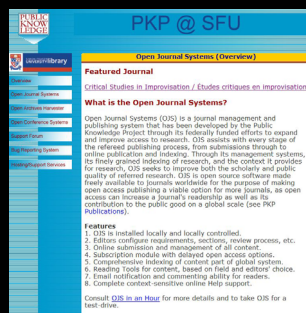 PUBLIC
KNOW
LEDGE
PKP @ SFU
Open Journal Systems (Overview)
library
Featured Journal
Overview
Critical Studies in Improvisation / Études critiques en improvisation
Open Journal Systems
What is the Open Journal Systems?
Open Archives Harvester
Open Journal Systems (OJS) is a journal management and
publishing system that has been developed by the Public
Open Conference Systems
Knowledge Project through its federally funded efforts to expand
and improve access to research. OJS assists with every stage of
Support Forum
the refereed publishing process, from submissions through to
online publication and indexing. Through its management systems,
Bug Reporting System
its finely grained indexing of research, and the context it provides
for research, OJS seeks to improve both the scholarly and public
Hosting/Support Services
quality of referred research. OJS is open source software made
freely available to journals worldwide for the purpose of making
open access publishing a viable option for more journals, as open
access can increase a journal's readership as well as its
contribution to the public good on a global scale (see PKP
Publications).
Features
1. OJS is installed locally and locally controlled.
2. Editors configure requirements, sections, review process, etc.
3. Online submission and management of all content.
4. Subscription module with delayed open access options.
5. Comprehensive indexing of content part of global system.
6. Reading Tools for content, based on field and editors' choice.
7. Email notification and commenting ability for readers.
8. Complete context-sensitive online Help support.
Consult OJS in an Hour for more details and to take OJS for a
test-drive.